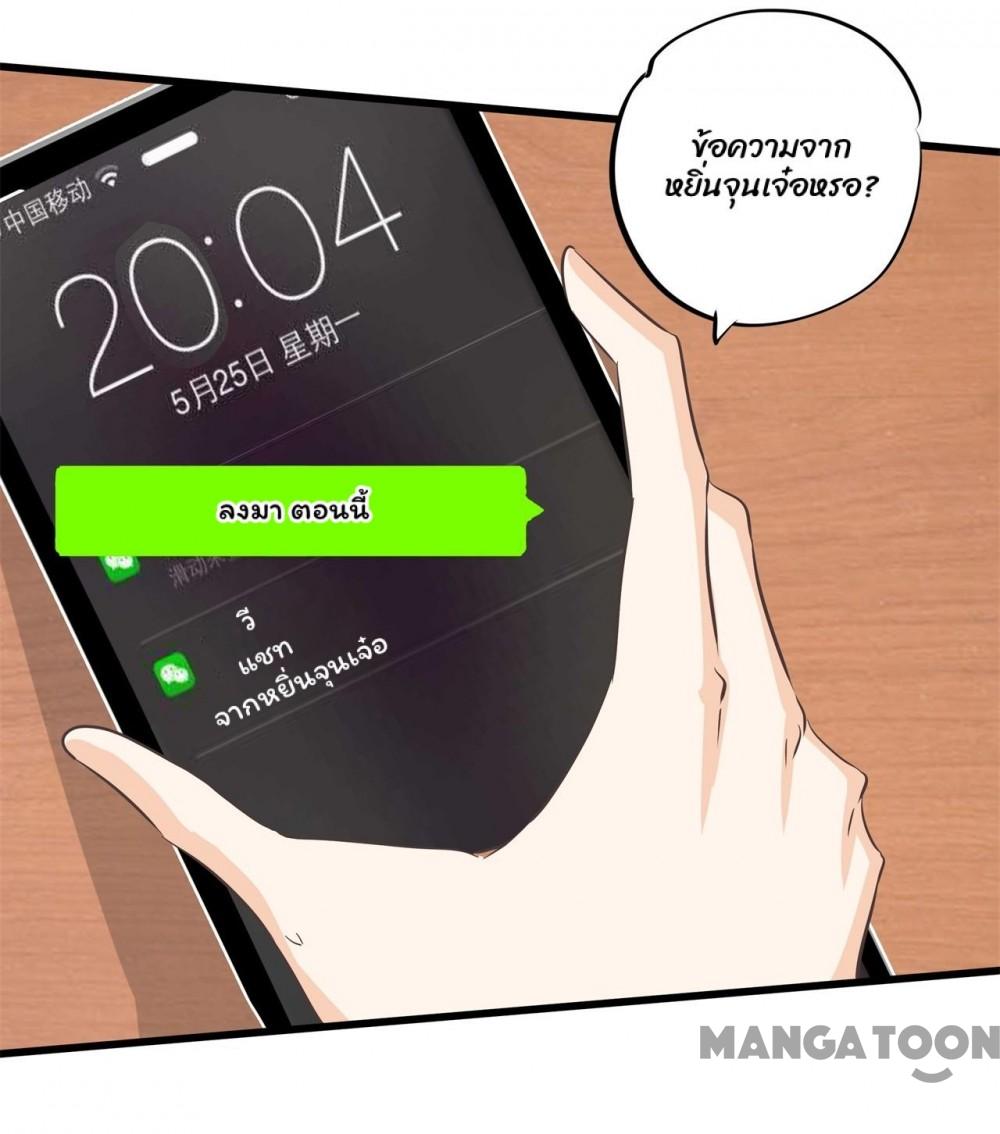 ข้อความจาก
หยิ่นจุนเจ๋อหรอ?
中国移动
20:04
5月25日 星期一
ลงมา ตอนนี้
วี
แชท
จากหยิ่นจุนเจ๋อ
MANGATOON